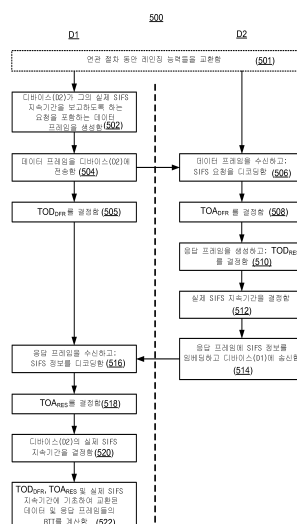 500
D1
D2
연관 절차 동안 레인징 능력들을 교환함 (501)
디바이스(D2)가 그의 실제 SIFS
지속기간을 보고하도록 하는
요청을 포함하는 데이터
프레임을 생성함(502)
데이터 프레임을 디바이스(D2)에
전송함 (504)
데이터 프레임을 수신하고;
SIFS 요청을 디코딩함 (506)
TOD_DFR를 결정함 (505)
TOA_DFR 를 결정함 (508)
응답 프레임을 생성하고; TOD_RES
를 결정함 (510)
실제 SIFS 지속기간을 결정함
(512)
응답 프레임에 SIFS 정보를
임베딩하고 디바이스(D1)에 송신함
(514)
응답 프레임을 수신하고;
SIFS 정보를 디코딩함 (516)
TOA_RES를 결정함(518)
디바이스(D2)의 실제 SIFS
지속기간을 결정함(520)
TOD_DFR, TOA_RES 및 실제 SIFS
지속기간에 기초하여 교환된
데이터 및 응답 프레임들의
RTT를 계산함 (522)